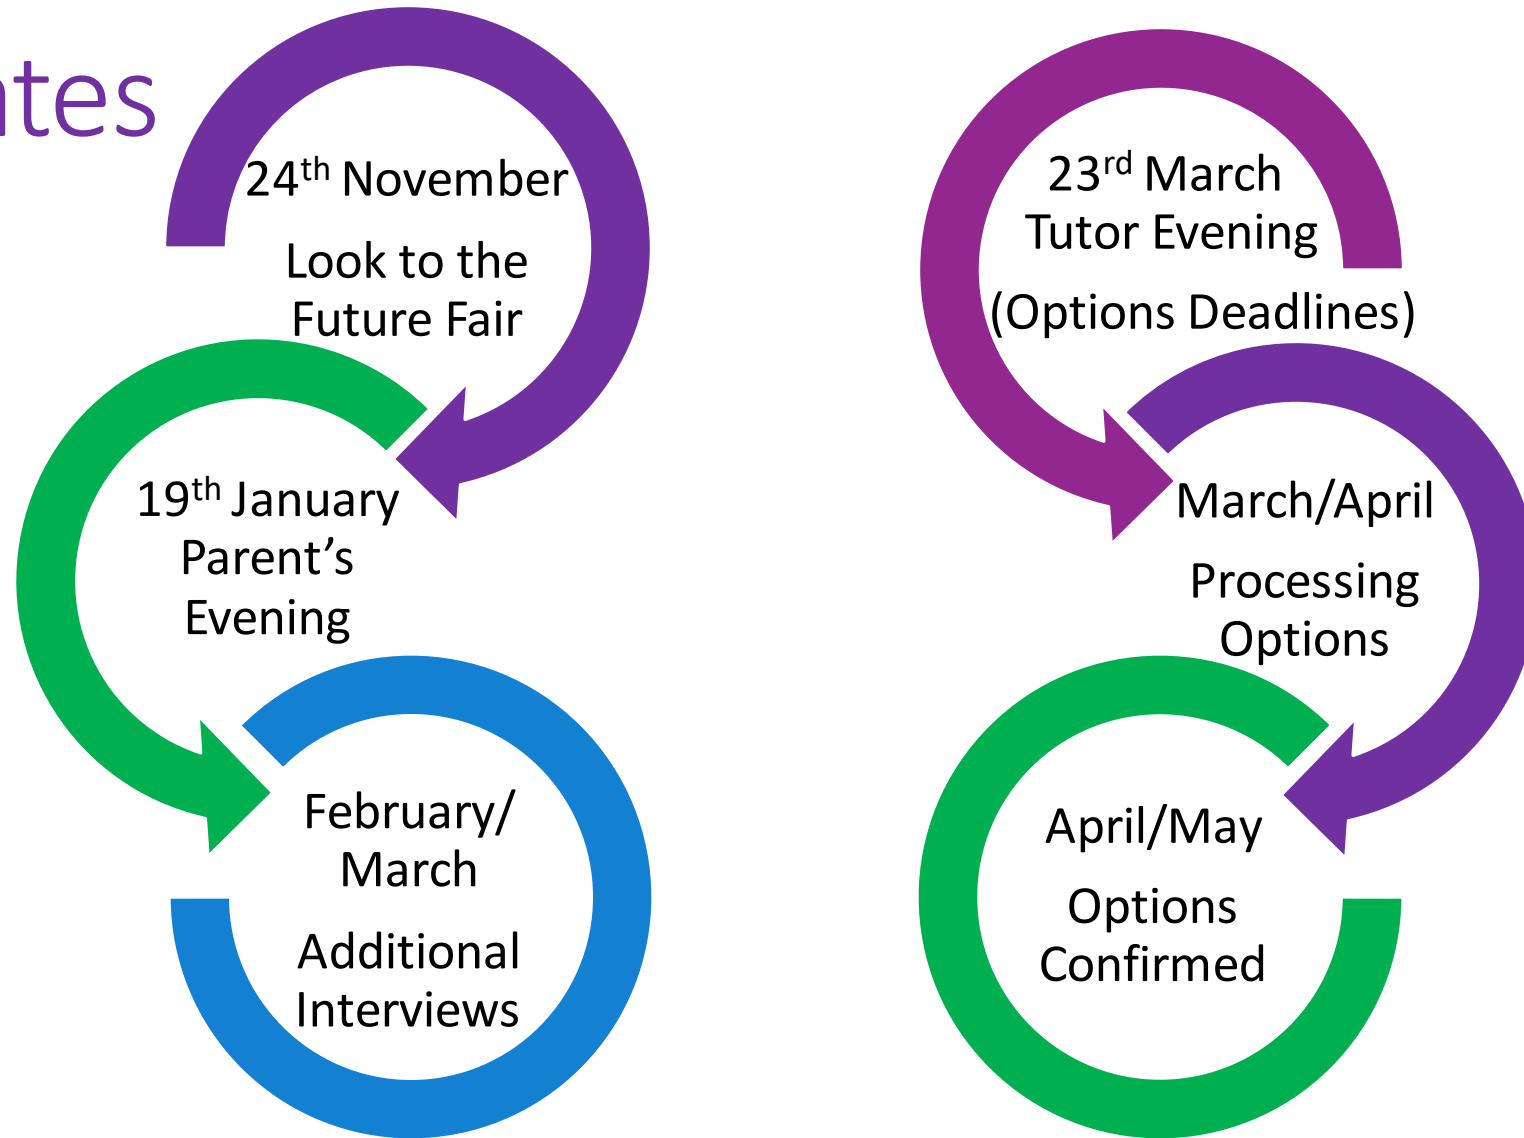 ates
24th November
Look to the
Future Fair
19th January
Parent’s
Evening
February/
March
Additional
Interviews
23rd March
Tutor Evening
(Options Deadlines)
March/April
Processing
Options
April/May
Options
Confirmed